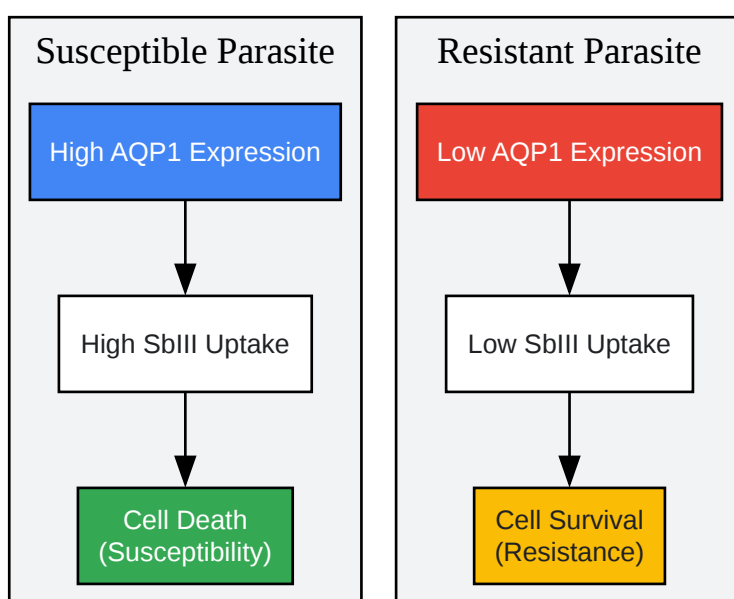 Susceptible Parasite
High AQP1 Expression
High SbIII Uptake
Cell Death
(Susceptibility)
Resistant Parasite
Low AQP1 Expression
Low SbIII Uptake
Cell Survival
(Resistance)